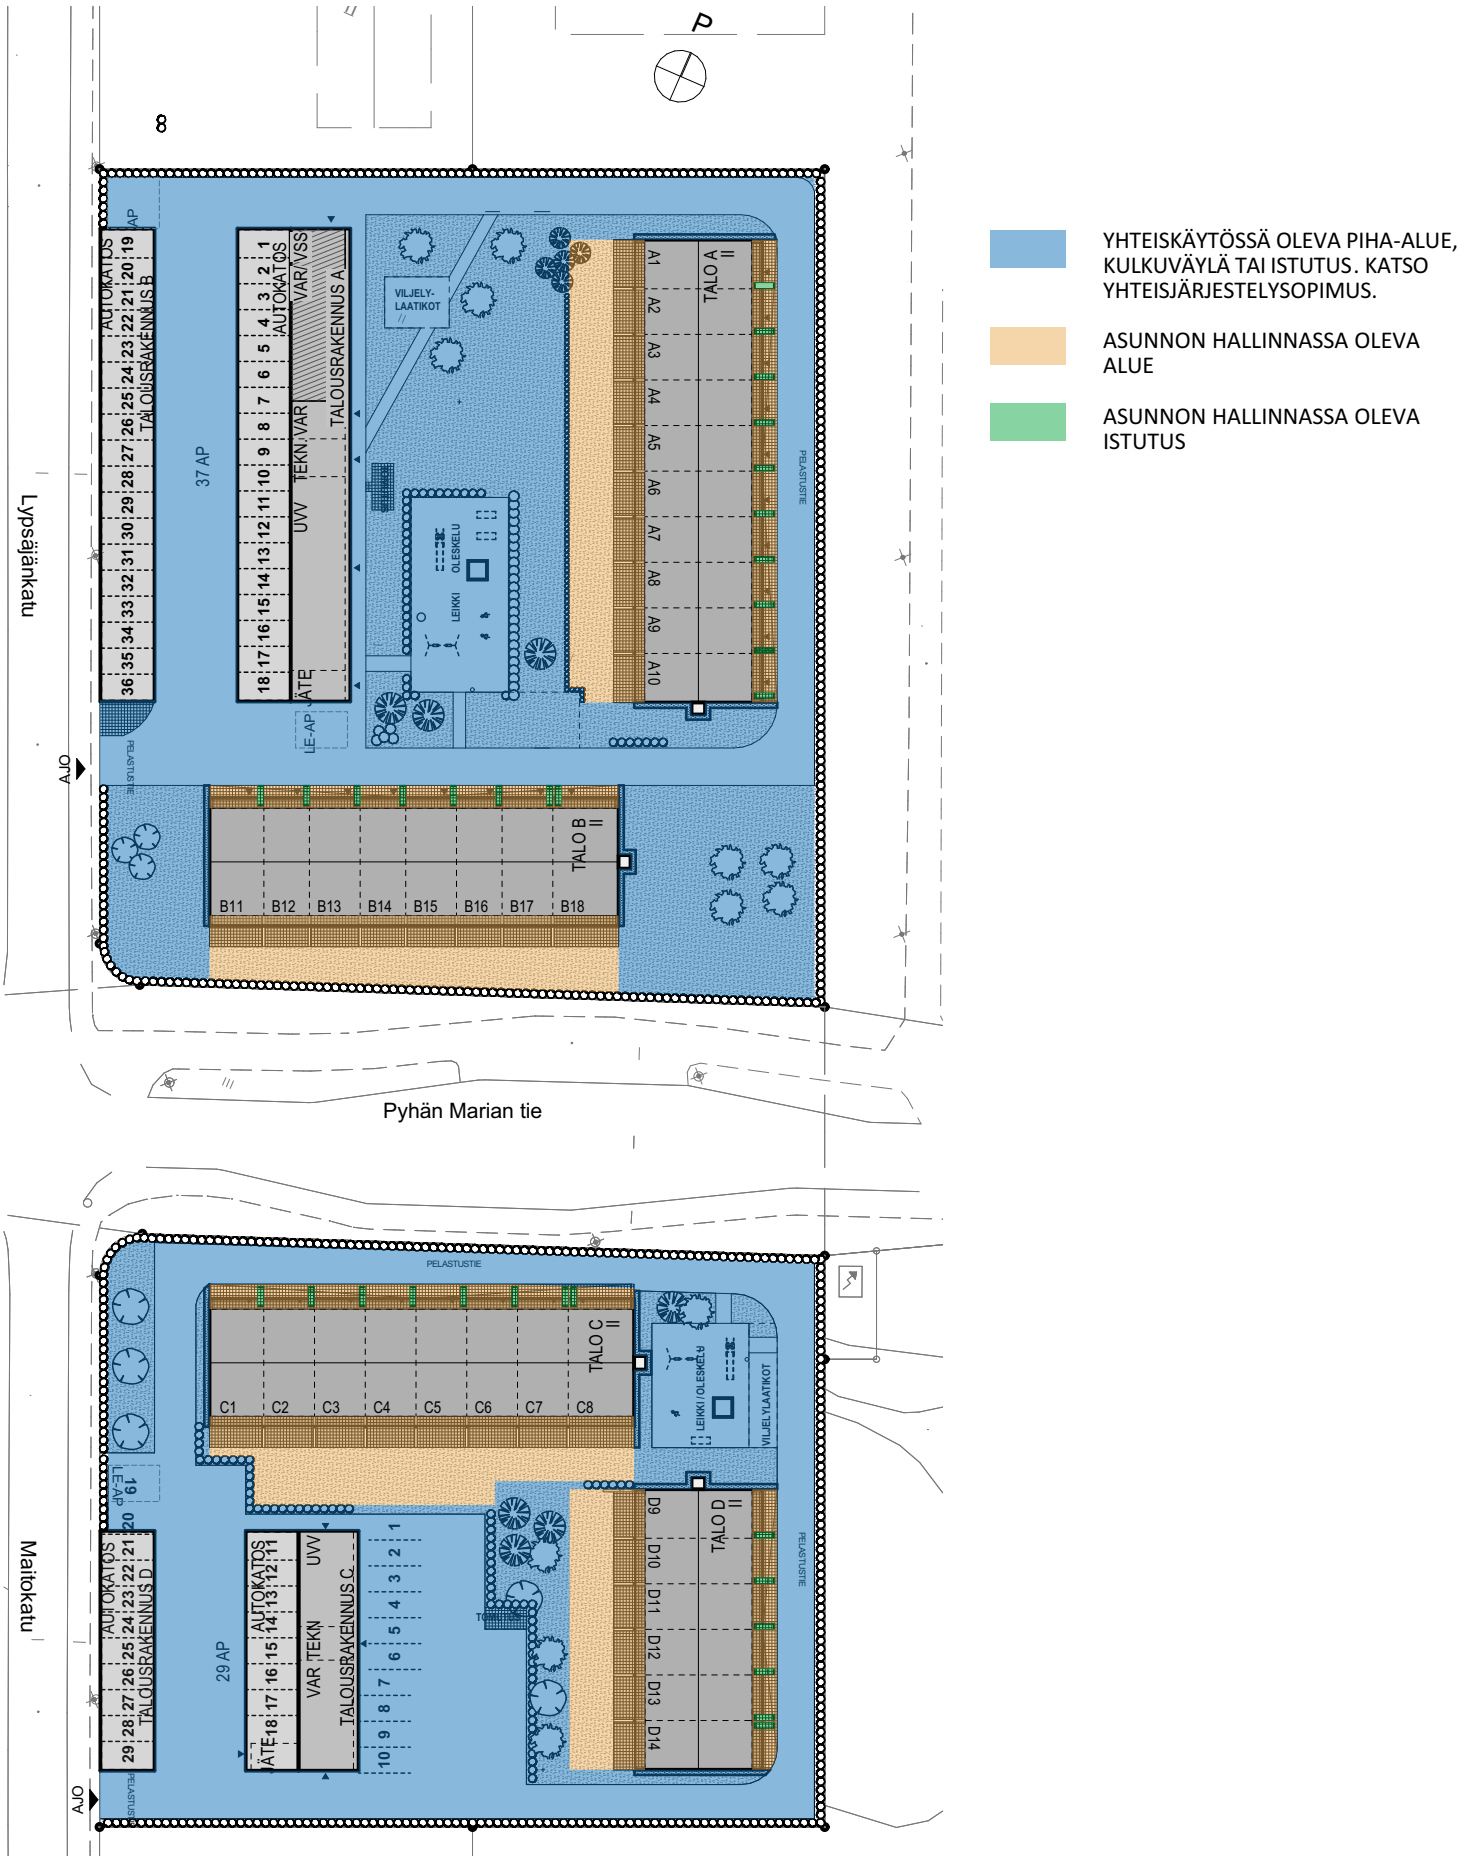 P
YHTEISKÄYTÖSSÄ OLEVA PIHA-ALUE,
KULKUVÄYLÄ TAI ISTUTUS. KATSO
YHTEISJÄRJESTELYSOPIMUS.
ASUNNON HALLINNASSA OLEVA
ALUE
ASUNNON HALLINNASSA OLEVA
ISTUTUS
Lypsäjänkatu
AP
AUTOKATOS
TALOUSRAKENNUS B
19
20
21
22
23
24
25
26
27
28
29
30
31
32
33
34
35
36
37 AP
1
2
3
4
5
6
7
8
9
10
11
12
13
14
15
16
17
18
AUTOKATOS
VAR/VSS
TALOUSRAKENNUS A
VAR
TEKN
UVV
JÄTE
LE-AP
VILJELY-
LAATIKOT
OLESKELU
LEIKKI
TALO A
II
A1
A2
A3
A4
A5
A6
A7
A8
A9
A10
PELASTUSTIE
AJO
PELASTUSTIE
TALO B
II
B11
B12
B13
B14
B15
B16
B17
B18
Pyhän Marian tie
PELASTUSTIE
TALO C
II
C1
C2
C3
C4
C5
C6
C7
C8
LEIKKI / OLESKELU
VILJELYLAATIKOT
Maitokatu
LE-AP
19
20
21
22
23
24
25
26
27
28
29
AUTOKATOS
TALOUSRAKENNUS D
29 AP
AUTOKATOS
11
12
13
14
15
16
17
18
JÄTE
UVV
TEKN
VAR
TALOUSRAKENNUS C
1
2
3
4
5
6
7
8
9
10
TALO D
II
D9
D10
D11
D12
D13
D14
PELASTUSTIE
AJO
PELASTUSTIE